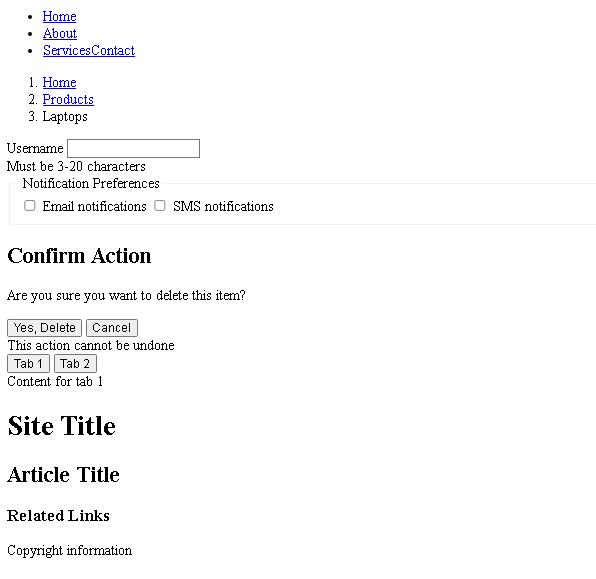 Home
About
ServicesContact
1. Home
2. Products
3. Laptops
Username
Must be 3-20 characters
Notification Preferences
Email notifications SMS notifications
Confirm Action
Are you sure you want to delete this item?
Yes, Delete Cancel
This action cannot be undone
Tab 1 Tab 2
Content for tab 1
Site Title
Article Title
Related Links
Copyright information